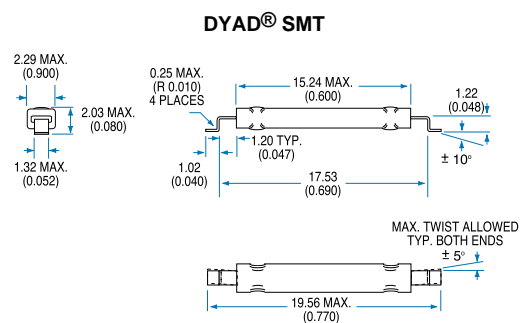 DYAD® SMT
2.29 MAX.
(0.900)
2.03 MAX.
(0.080)
1.32 MAX.
(0.052)
0.25 MAX.
(R 0.010)
4 PLACES
15.24 MAX.
(0.600)
1.22
(0.048)
1.20 TYP.
(0.047)
± 10°
1.02
(0.040)
17.53
(0.690)
MAX. TWIST ALLOWED
TYP. BOTH ENDS
± 5°
19.56 MAX.
(0.770)